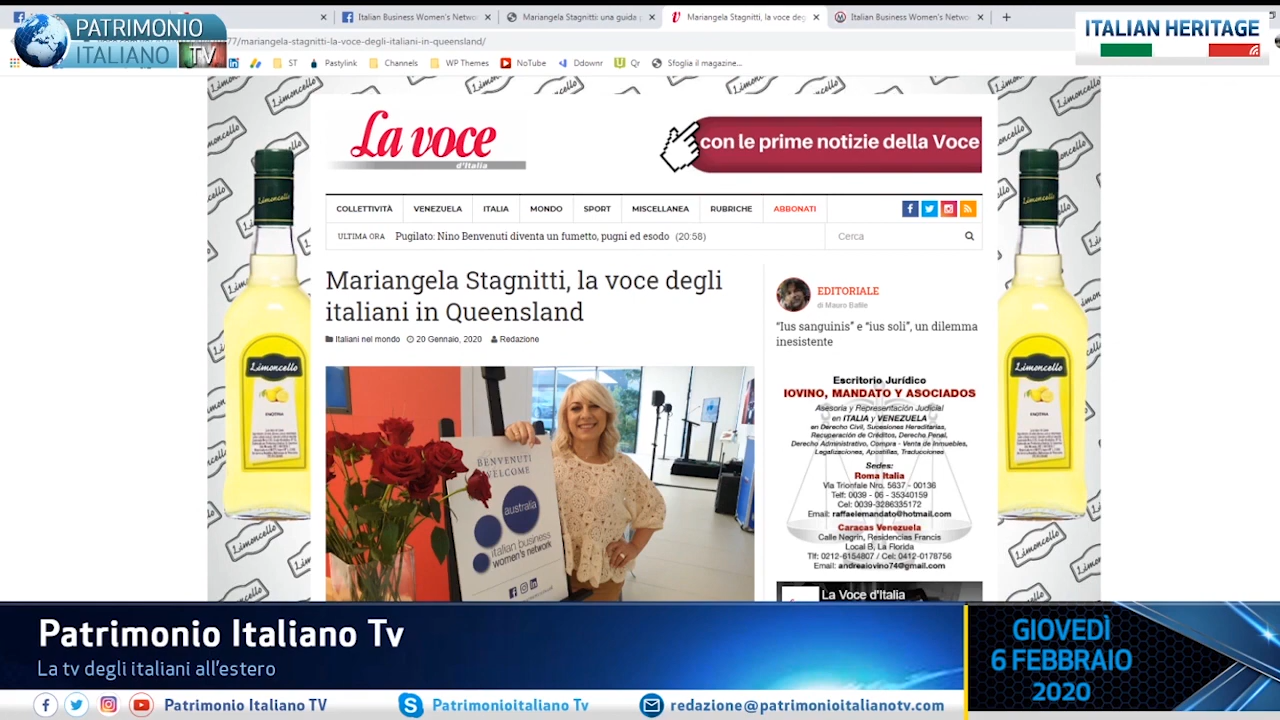 PATRIMONIO
ITALIANO TV
Italian Business Women's Netwo
Mariangela Stagnitti: una guida
Mariangela Stagnitti, la voce deg
Italian Business Women's Netwo
77/mariangela-stagnitti-la-voce-degli-italiani-in-queensland/
ITALIAN HERITAGE
ST
Pastylink
Channels
WP Themes
NoTube
Ddownr
Qr
Sfoglia il magazine...
Limoncello
La voce
d'Italia
con le prime notizie della Voce
COLLETTIVITÀ VENEZUELA ITALIA MONDO SPORT MISCELLANEA RUBRICHE ABBONATI
ULTIMA ORA Pugilato: Nino Benvenuti diventa un fumetto, pugni ed esodo (20:58)
Cerca
Mariangela Stagnitti, la voce degli
italiani in Queensland
Italiani nel mondo 20 Gennaio, 2020 Redazione
EDITORIALE
di Mauro Bafile
“Ius sanguinis” e “ius soli”, un dilemma
inesistente
BENVENUTI
WELCOME
australia
italian business
women's network
Escritorio Jurídico
IOVINO, MANDATO Y ASOCIADOS
Asesoría y Representación Judicial
en ITALIA y VENEZUELA
en Derecho Civil, Sucesiones Hereditarias,
Recuperación de Créditos, Derecho Penal,
Derecho Administrativo, Compra - Venta de Inmuebles,
Legalizaciones, Apostillas, Traducciones
Sedes:
Roma Italia
Via Trionfale Nro. 5637 - 00136
Telf: 0039 - 06 - 35340159
Cel: 0039-3286335172
Email: raffaelemandato@hotmail.com
Caracas Venezuela
Calle Negrín, Residencias Francis
Local B, La Florida
Tlf: 0212-6154807 / Cel: 0412-0178756
Email: andreaiovino74@gmail.com
La Voce d'Italia
Limoncello
Limoncello
Patrimonio Italiano Tv
La tv degli italiani all'estero
GIOVEDÌ
6 FEBBRAIO
2020
Patrimonio Italiano TV
Patrimonioitaliano Tv
redazione@patrimonioitalianotv.com